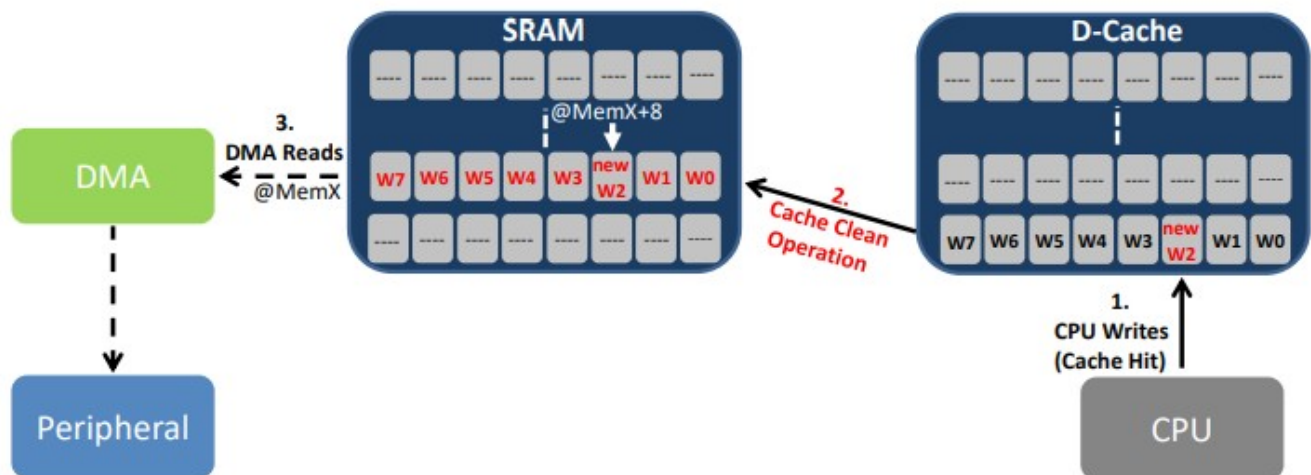 SRAM
---- ---- ---- ---- ---- ---- ---- ----
@MemX+8
W7 W6 W5 W4 W3 new W2 W1 W0
---- ---- ---- ---- ---- ---- ---- ----
D-Cache
---- ---- ---- ---- ---- ---- ---- ----
---- ---- ---- ---- ---- ---- ---- ----
W7 W6 W5 W4 W3 new W2 W1 W0
3.
DMA Reads
@MemX
DMA
2.
Cache Clean
Operation
1.
CPU Writes
(Cache Hit)
Peripheral
CPU